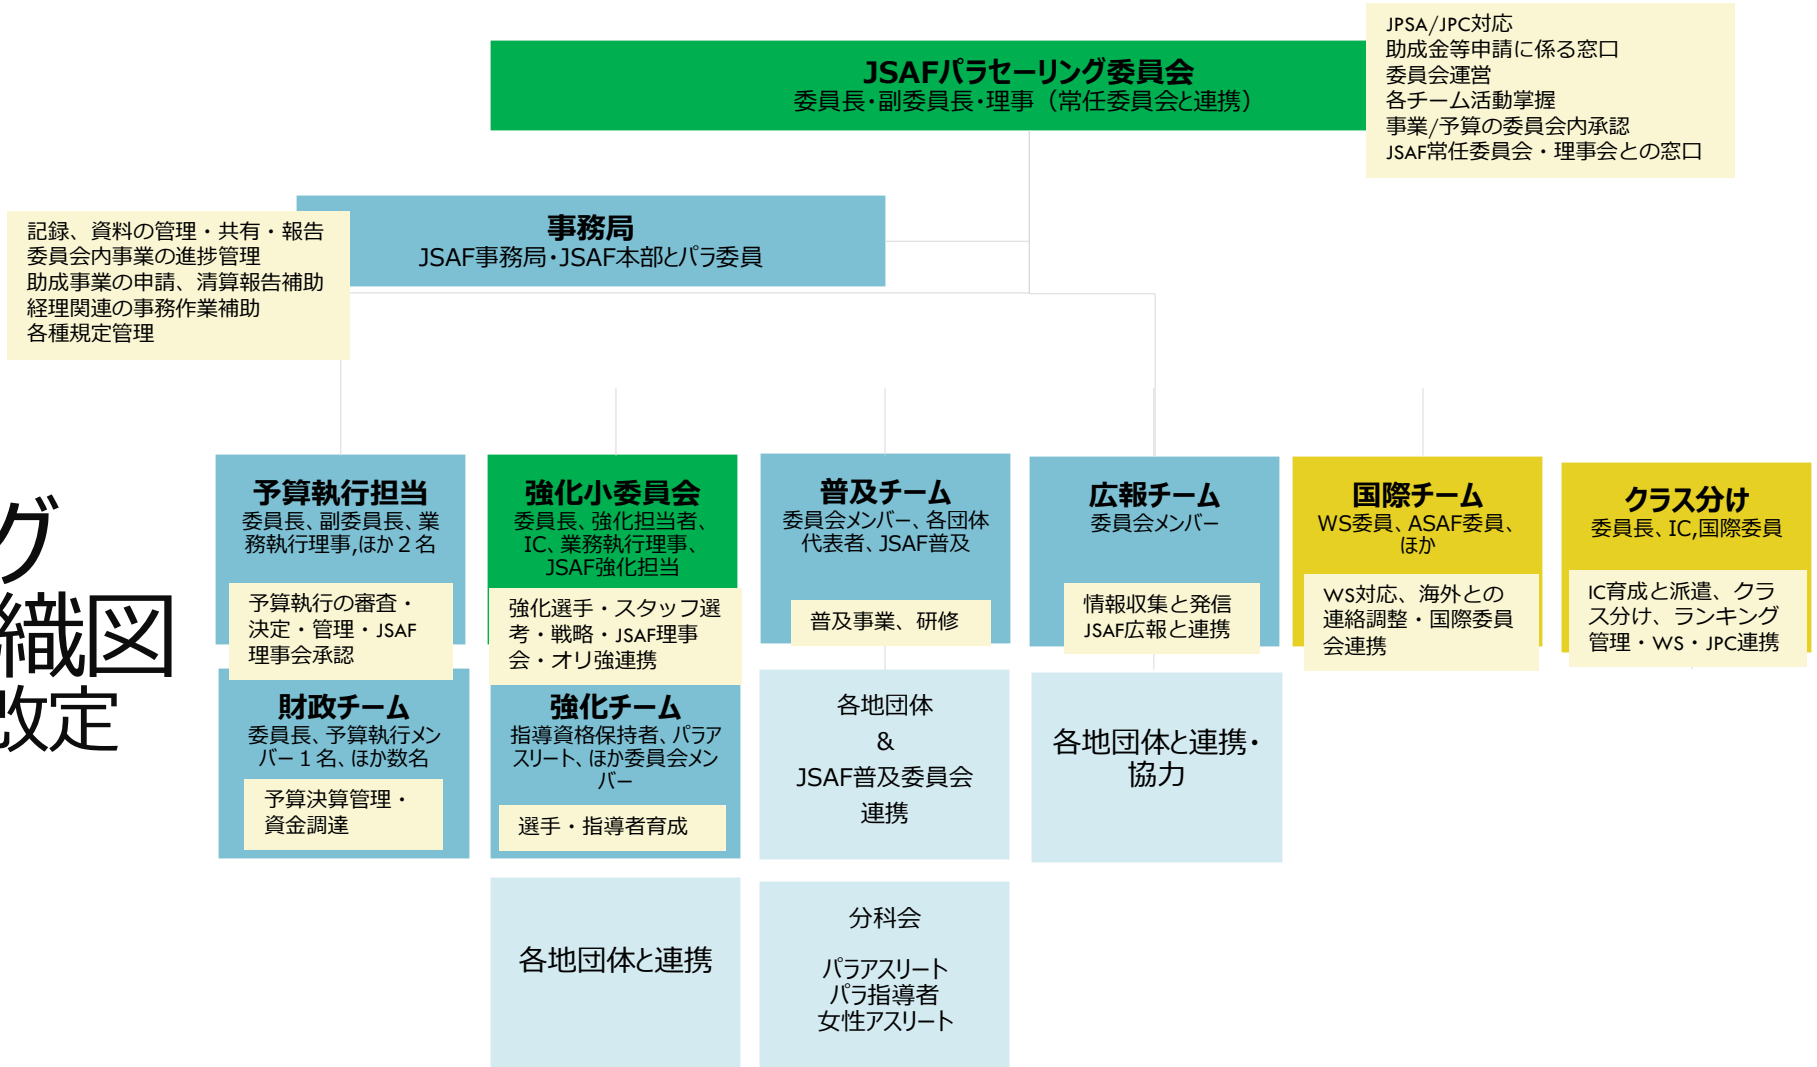 JSAFパラセーリング委員会
委員長・副委員長・理事（常任委員会と連携）
JPSA/JPC対応
助成金等申請に係る窓口
委員会運営
各チーム活動掌握
事業/予算の委員会内承認
JSAF常任委員会・理事会との窓口
事務局
JSAF事務局・JSAF本部とパラ委員
記録、資料の管理・共有・報告
委員会内事業の進捗管理
助成事業の申請、清算報告補助
経理関連の事務作業補助
各種規定管理
グ
織図
改定
予算執行担当
委員長、副委員長、業
務執行理事,ほか２名
予算執行の審査・
決定・管理・JSAF
理事会承認
強化小委員会
委員長、強化担当者、
IC、業務執行理事、
JSAF強化担当
強化選手・スタッフ選
考・戦略・JSAF理事
会・オリ強連携
普及チーム
委員会メンバー、各団体
代表者、JSAF普及
普及事業、研修
広報チーム
委員会メンバー
情報収集と発信
JSAF広報と連携
国際チーム
WS委員、ASAF委員、
ほか
WS対応、海外との
連絡調整・国際委員
会連携
クラス分け
委員長、IC,国際委員
IC育成と派遣、クラ
ス分け、ランキング
管理・WS・JPC連携
財政チーム
委員長、予算執行メン
バー１名、ほか数名
予算決算管理・
資金調達
強化チーム
指導資格保持者、パラア
スリート、ほか委員会メン
バー
選手・指導者育成
各地団体
&
JSAF普及委員会
連携
各地団体と連携・
協力
各地団体と連携
分科会
パラアスリート
パラ指導者
女性アスリート